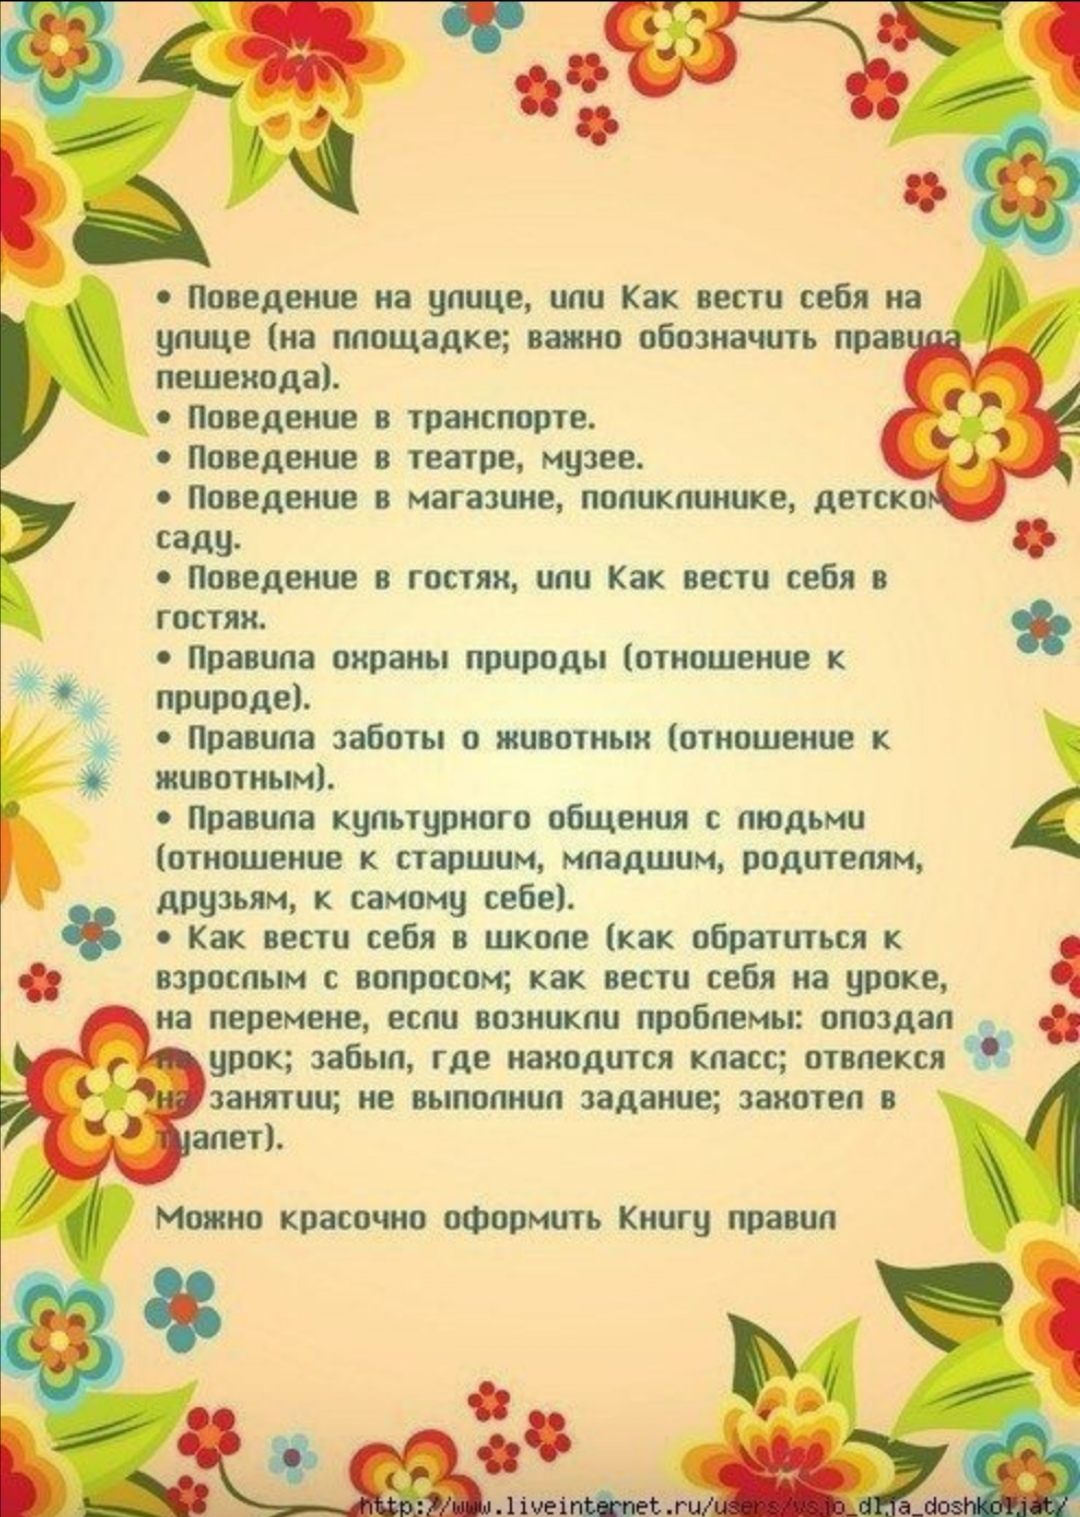 • Поведение на улице, или Как вести себя на
улице (на площадке; важно обозначить правила
пешехода).
• Поведение в транспорте.
• Поведение в театре, музее.
• Поведение в магазине, поликлинике, детском
саду.
• Поведение в гостях, или Как вести себя в
гостях.
• Правила охраны природы (отношение к
природе).
• Правила заботы о животных (отношение к
животным).
• Правила культурного общения с людьми
(отношение к старшим, младшим, родителям,
друзьям, к самому себе).
• Как вести себя в школе (как обратиться к
взрослым с вопросом; как вести себя на уроке,
на перемене, если возникли проблемы: опоздал
на урок; забыл, где находится класс; отвлекся
на занятии; не выполнил задание; захотел в
туалет).
Можно красочно оформить Книгу правил
http://www.liveinternet.ru/users/vsjo_dlja_doshkoljat/